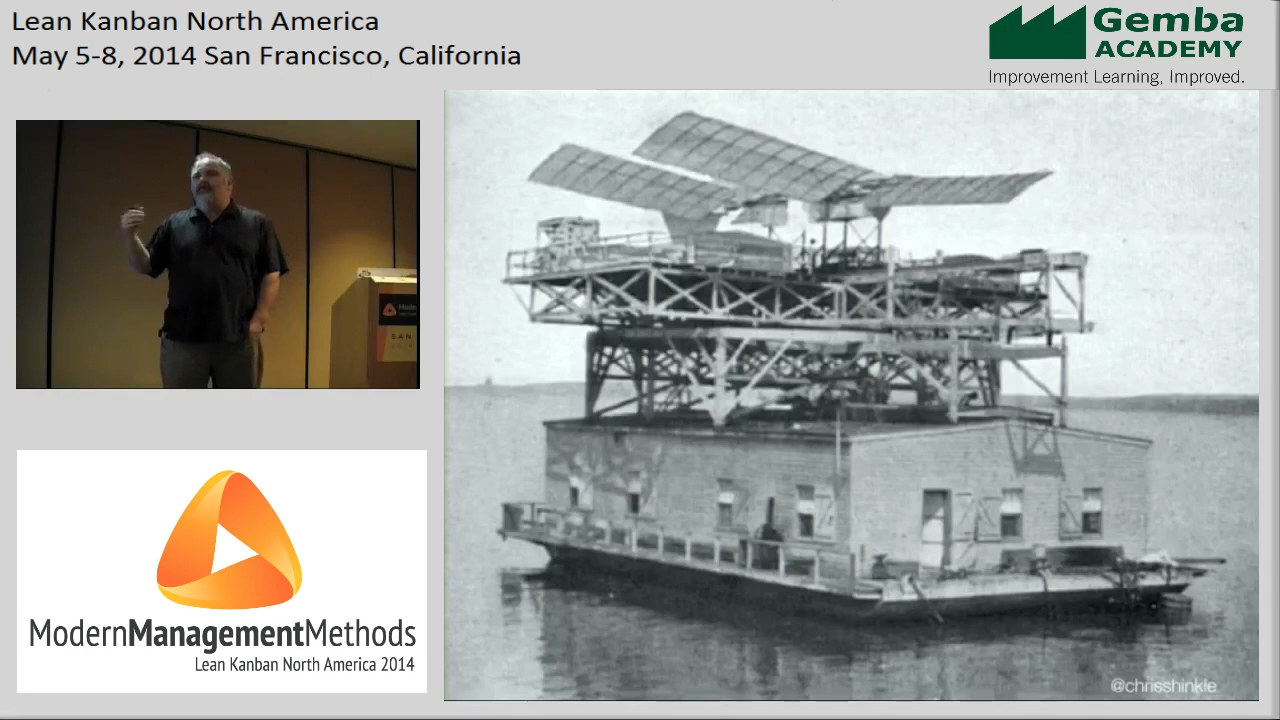 Lean Kanban North America
May 5-8, 2014 San Francisco, California
Gemba
ACADEMY
Improvement Learning, Improved.
SAN
ModernManagementMethods
Lean Kanban North America 2014
@chrisshinkle